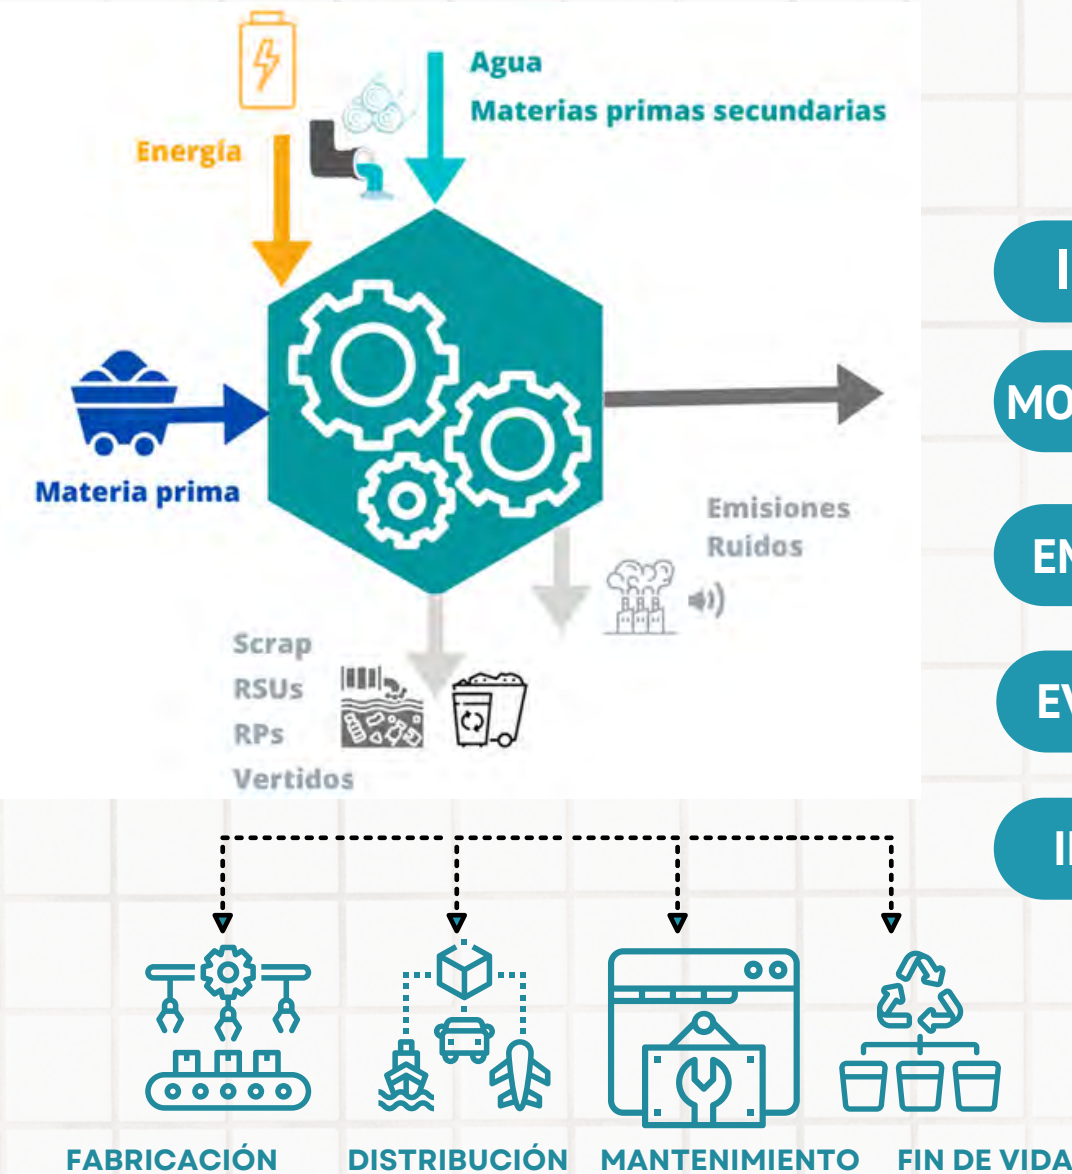 Agua
Materias primas secundarias
Energía
Materia prima
Emisiones
Ruidos
Scrap
RSUs
RPs
Vertidos
I
MO
EN
EV
FABRICACIÓN
DISTRIBUCIÓN
MANTENIMIENTO
FIN DE VIDA